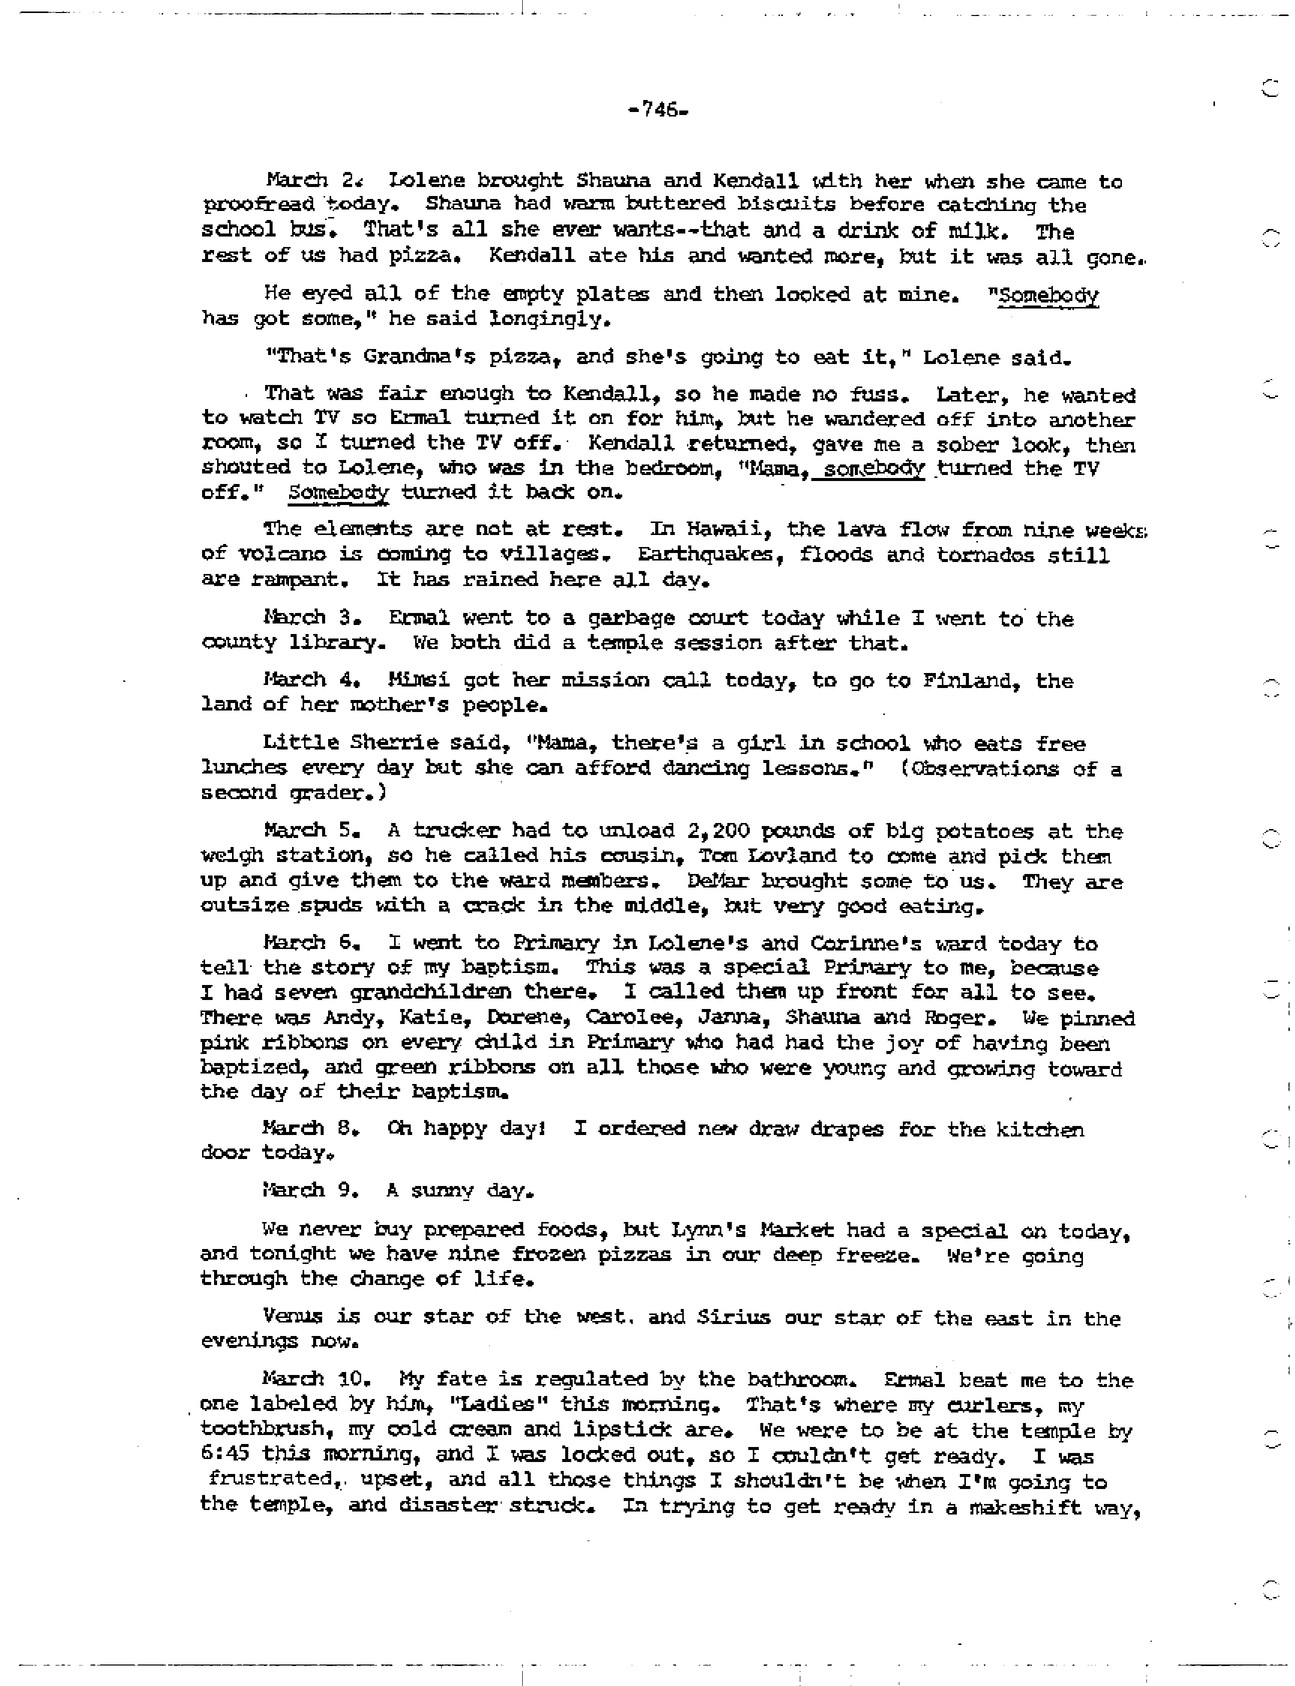 -746-
March 2. Lolene brought Shauna and Kendall with her when she came to
proofread today. Shauna had warm buttered biscuits before catching the
school bus. That's all she ever wants--that and a drink of milk. The
rest of us had pizza. Kendall ate his and wanted more, but it was all gone.
He eyed all of the empty plates and then looked at mine. "Somebody
has got some," he said longingly.
"That's Grandma's pizza, and she's going to eat it," Lolene said.
That was fair enough to Kendall, so he made no fuss. Later, he wanted
to watch TV so Ermal turned it on for him, but he wandered off into another
room, so I turned the TV off. Kendall returned, gave me a sober look, then
shouted to Lolene, who was in the bedroom, "Mama, somebody turned the TV
off." Somebody turned it back on.
The elements are not at rest. In Hawaii, the lava flow from nine weeks
of volcano is coming to villages. Earthquakes, floods and tornados still
are rampant. It has rained here all day.
March 3. Ermal went to a garbage court today while I went to the
county library. We both did a temple session after that.
March 4. Mimsi got her mission call today, to go to Finland, the
land of her mother's people.
Little Sherrie said, "Mama, there's a girl in school who eats free
lunches every day but she can afford dancing lessons." (Observations of a
second grader.)
March 5. A trucker had to unload 2,200 pounds of big potatoes at the
weigh station, so he called his cousin, Tom Lovland to come and pick them
up and give them to the ward members. DeMar brought some to us. They are
outsize spuds with a crack in the middle, but very good eating.
March 6. I went to Primary in Lolene's and Corinne's ward today to
tell the story of my baptism. This was a special Primary to me, because
I had seven grandchildren there. I called them up front for all to see.
There was Andy, Katie, Dorene, Carolee, Janna, Shauna and Roger. We pinned
pink ribbons on every child in Primary who had had the joy of having been
baptized, and green ribbons on all those who were young and growing toward
the day of their baptism.
March 8. Oh happy day! I ordered new draw drapes for the kitchen
door today.
March 9. A sunny day.
We never buy prepared foods, but Lynn's Market had a special on today,
and tonight we have nine frozen pizzas in our deep freeze. We're going
through the change of life.
Venus is our star of the west, and Sirius our star of the east in the
evenings now.
March 10. My fate is regulated by the bathroom. Ermal beat me to the
one labeled by him, "Ladies" this morning. That's where my curlers, my
toothbrush, my cold cream and lipstick are. We were to be at the temple by
6:45 this morning, and I was locked out, so I couldn't get ready. I was
frustrated, upset, and all those things I shouldn't be when I'm going to
the temple, and disaster struck. In trying to get ready in a makeshift way,